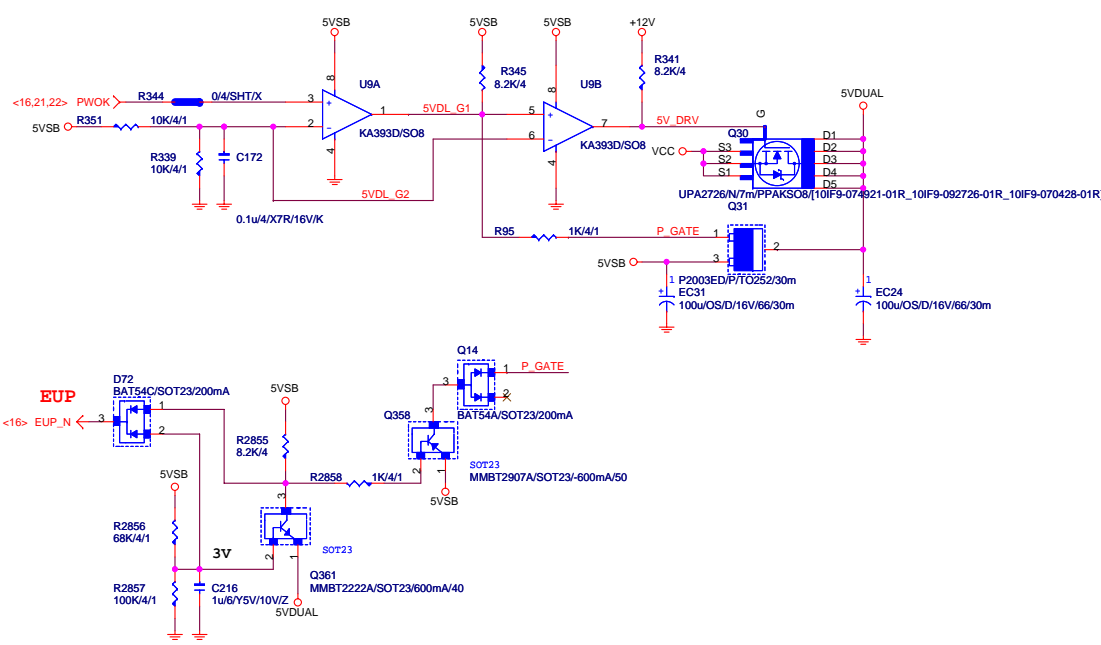 5VSB
5VSB
5VSB
+12V
R345
8.2K/4
R341
8.2K/4
U9A
U9B
5VDUAL
<16,21,22> PWOK
R344
0/4/SHT/X
3
8
+
-
1
2
4
KA393D/SO8
5VDL_G1
5
8
+
-
6
7
4
KA393D/SO8
5V_DRV
G
5VSB
R351
10K/4/1
R339
10K/4/1
C172
0.1u/4/X7R/16V/K
5VDL_G2
VCC
Q30
S3
S2
S1
D1
D2
D3
D4
D5
UPA2726/N/7m/PPAKSO8/[10IF9-074921-01R_10IF9-092726-01R_10IF9-070428-01R
Q31
R95
1K/4/1
P_GATE
1
2
3
5VSB
P2003ED/P/TO252/30m
1
+
EC31
100u/OS/D/16V/66/30m
1
+
EC24
100u/OS/D/16V/66/30m
EUP
<16> EUP_N
D72
BAT54C/SOT23/200mA
3
1
2
5VSB
R2855
8.2K/4
Q14
3
1
2
P_GATE
BAT54A/SOT23/200mA
Q358
3
2
1
SOT23
MMBT2907A/SOT23/-600mA/50
5VSB
R2858
1K/4/1
5VSB
R2856
68K/4/1
3V
3
2
1
SOT23
Q361
MMBT2222A/SOT23/600mA/40
5VDUAL
R2857
100K/4/1
C216
1u/6/Y5V/10V/Z